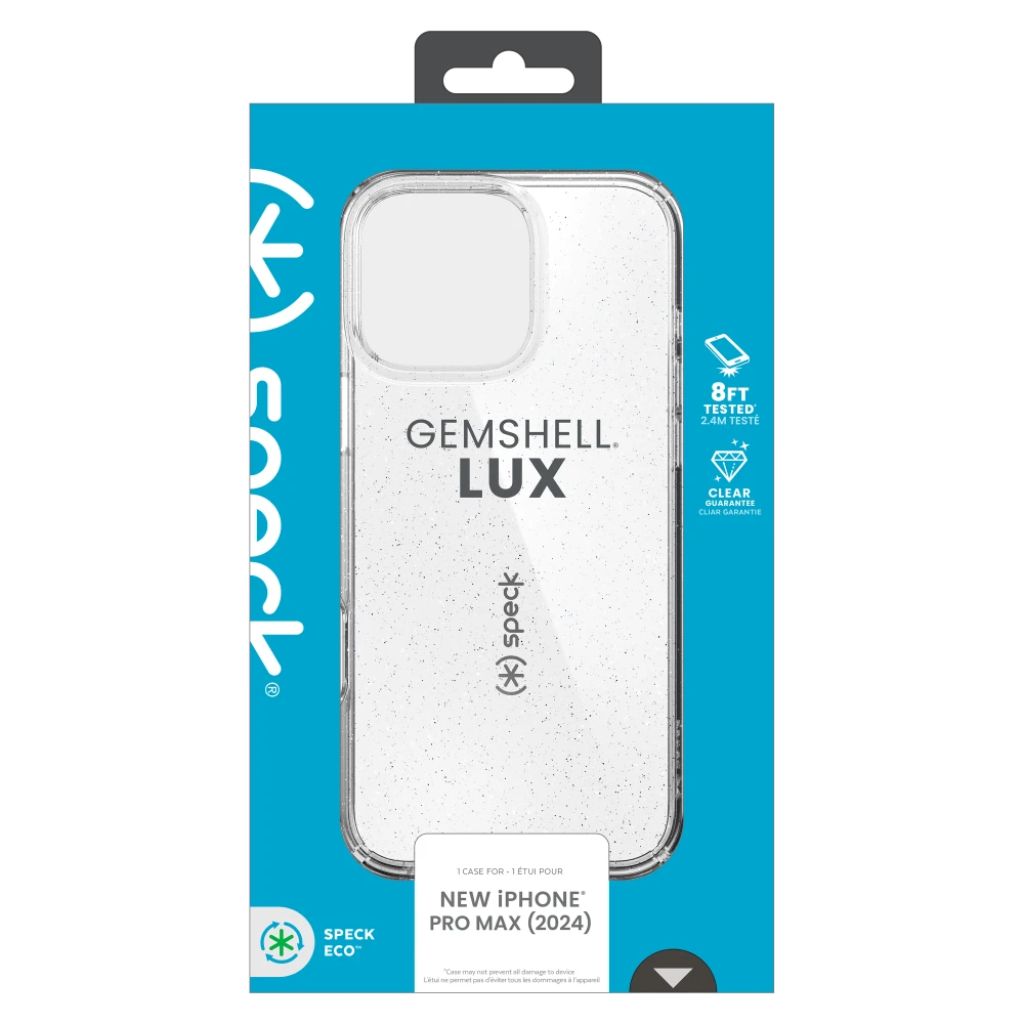 speck®
GEMSHELL®
LUX
speck
8FT
TESTED*
2.4M TESTÉ
CLEAR
GUARANTEE
CLIAR GARANTIE
1 CASE FOR - 1 ÉTUI POUR
NEW iPHONE®
PRO MAX (2024)
SPECK
ECO™
*Case may not prevent all damage to device
L'étui ne permet pas d'éviter tous les dommages à l'appareil